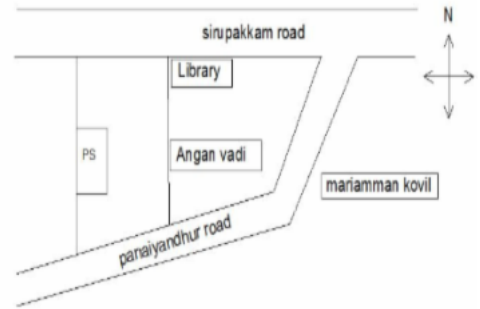 N
sirupakkam road
Library
PS
Angan vadi
mariamman kovil
panaiyandhur road